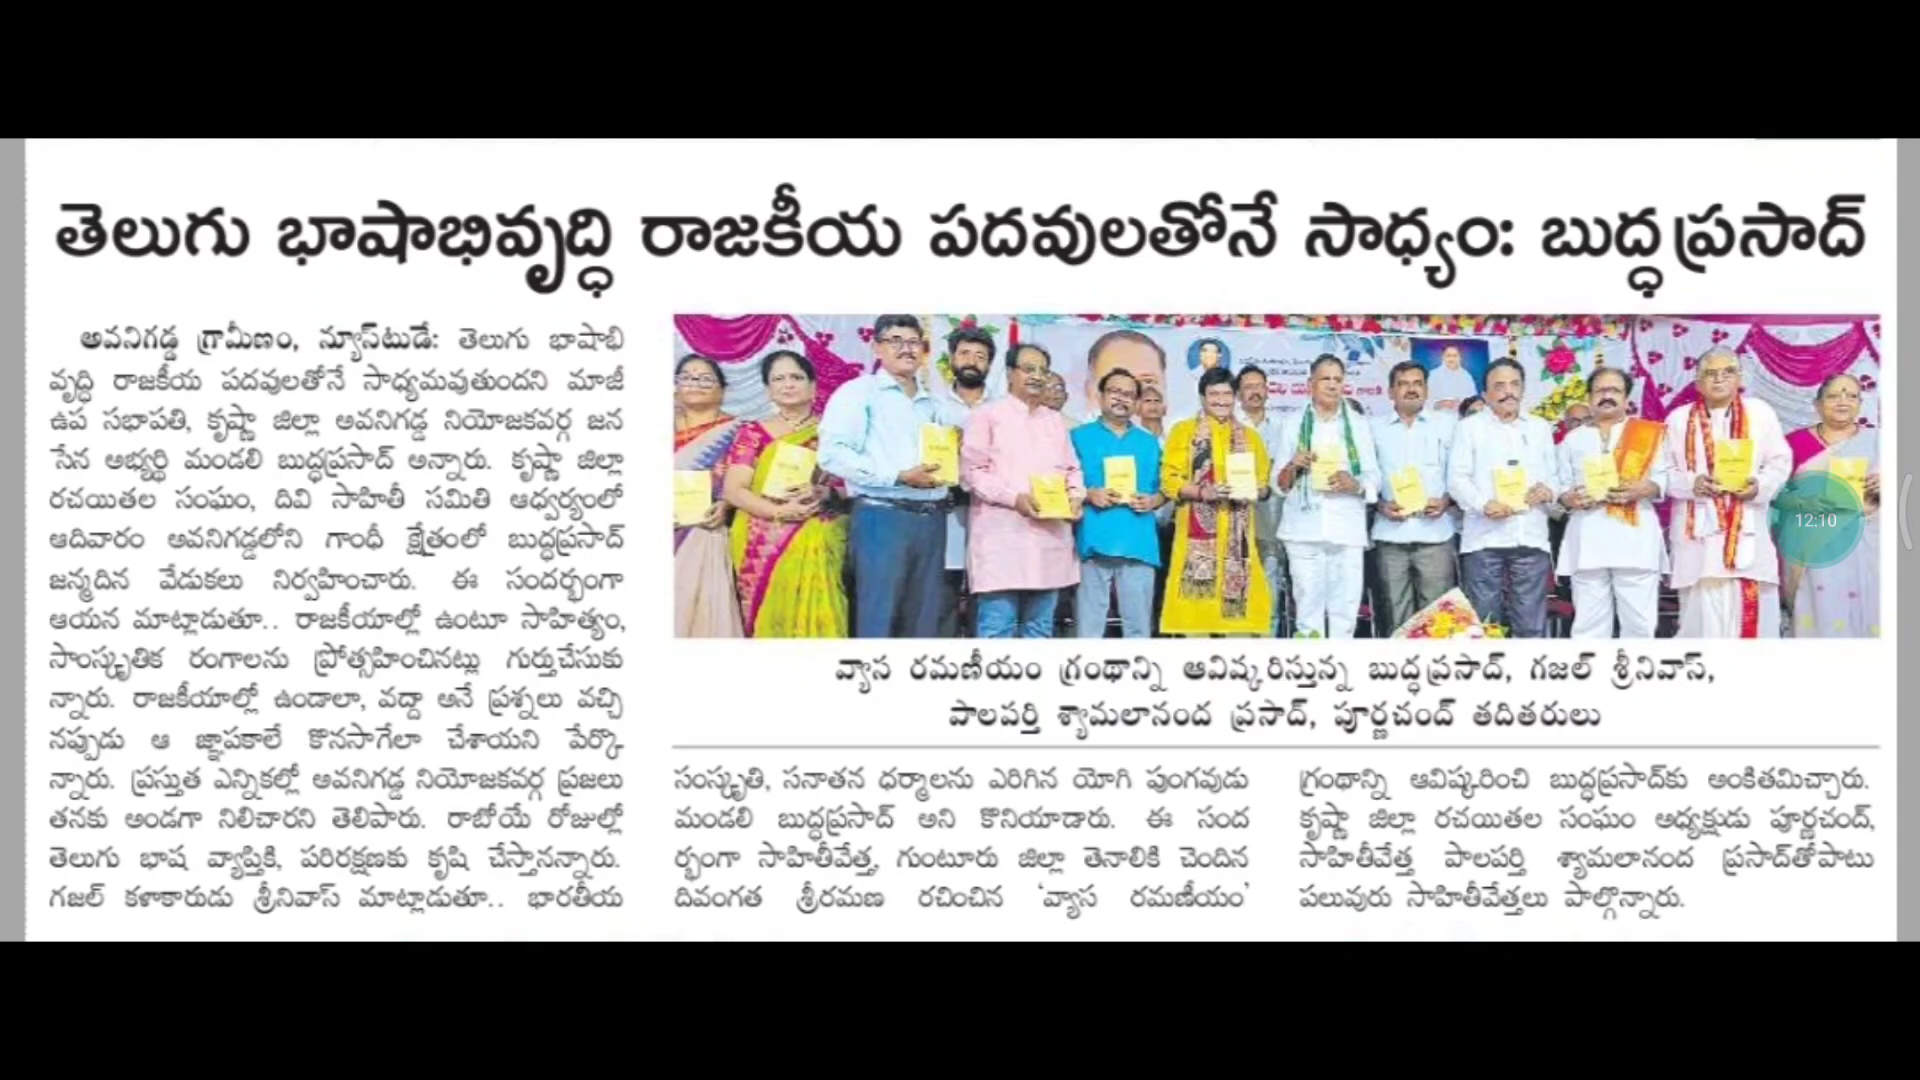 తెలుగు భాషాభివృద్ధి రాజకీయ పదవులతోనే సాధ్యం: బుద్ధప్రసాద్
అవనిగడ్డ గ్రామీణం, న్యూస్‌టుడే: తెలుగు భాషాభి
వృద్ధి రాజకీయ పదవులతోనే సాధ్యమవుతుందని మాజీ
ఉప సభాపతి, కృష్ణా జిల్లా అవనిగడ్డ నియోజకవర్గ జన
సేన అభ్యర్థి మండలి బుద్ధప్రసాద్ అన్నారు. కృష్ణా జిల్లా
రచయితల సంఘం, దివి సాహితీ సమితి ఆధ్వర్యంలో
ఆదివారం అవనిగడ్డలోని గాంధీ క్షేత్రంలో బుద్ధప్రసాద్
జన్మదిన వేడుకలు నిర్వహించారు. ఈ సందర్భంగా
ఆయన మాట్లాడుతూ.. రాజకీయాల్లో ఉంటూ సాహిత్యం,
సాంస్కృతిక రంగాలను ప్రోత్సహించినట్లు గుర్తుచేసుకు
న్నారు. రాజకీయాల్లో ఉండాలా, వద్దా అనే ప్రశ్నలు వచ్చి
నప్పుడు ఆ జ్ఞాపకాలే కొనసాగేలా చేశాయని పేర్కొ
న్నారు. ప్రస్తుత ఎన్నికల్లో అవనిగడ్డ నియోజకవర్గ ప్రజలు
తనకు అండగా నిలిచారని తెలిపారు. రాబోయే రోజుల్లో
తెలుగు భాష వ్యాప్తికి, పరిరక్షణకు కృషి చేస్తానన్నారు.
గజల్ కళాకారుడు శ్రీనివాస్ మాట్లాడుతూ.. భారతీయ
వ్యాస రమణీయం గ్రంథాన్ని ఆవిష్కరిస్తున్న బుద్ధప్రసాద్, గజల్ శ్రీనివాస్,
పాలపర్తి శ్యామలానంద ప్రసాద్, పూర్ణచంద్ తదితరులు
సంస్కృతి, సనాతన ధర్మాలను ఎరిగిన యోగి పుంగవుడు
మండలి బుద్ధప్రసాద్ అని కొనియాడారు. ఈ సంద
ర్భంగా సాహితీవేత్త, గుంటూరు జిల్లా తెనాలికి చెందిన
దివంగత శ్రీరమణ రచించిన ‘వ్యాస రమణీయం’
గ్రంథాన్ని ఆవిష్కరించి బుద్ధప్రసాద్‌కు అంకితమిచ్చారు.
కృష్ణా జిల్లా రచయితల సంఘం అధ్యక్షుడు పూర్ణచంద్,
సాహితీవేత్త పాలపర్తి శ్యామలానంద ప్రసాద్‌తోపాటు
పలువురు సాహితీవేత్తలు పాల్గొన్నారు.
12:10